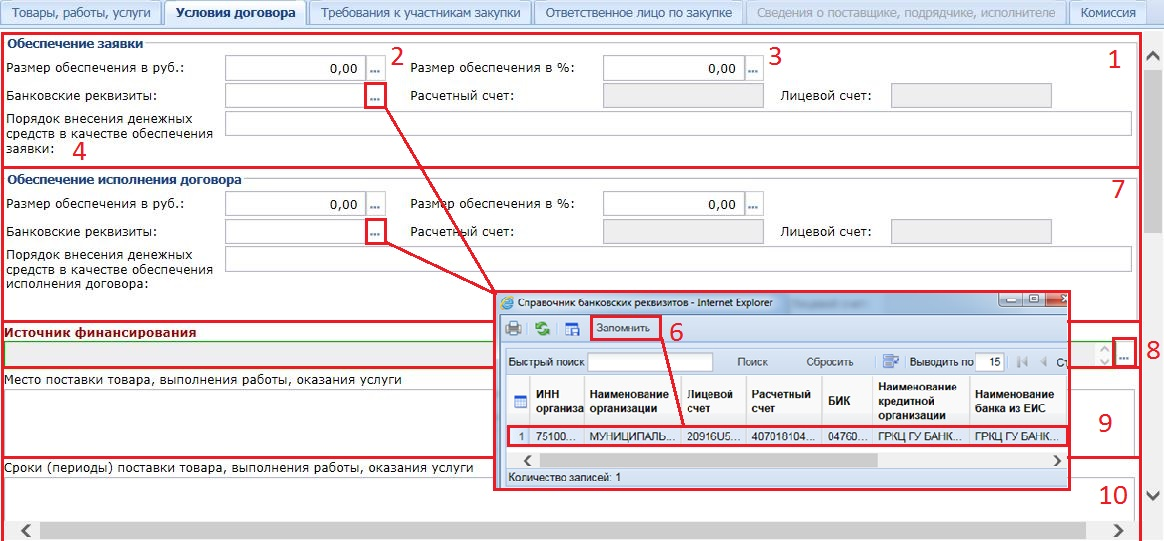 Товары, работы, услуги Условия договора Требования к участникам закупки Ответственное лицо по закупке Сведения о поставщике, подрядчике, исполнителе Комиссия
Обеспечение заявки 1
Размер обеспечения в руб.: 0,00 ... 2 Размер обеспечения в %: 0,00 ... 3
Банковские реквизиты: ... Расчетный счет: Лицевой счет:
Порядок внесения денежных
средств в качестве обеспечения
заявки: 4
Обеспечение исполнения договора 7
Размер обеспечения в руб.: 0,00 ... Размер обеспечения в %: 0,00 ...
Банковские реквизиты: ... Расчетный счет: Лицевой счет:
Порядок внесения денежных
средств в качестве обеспечения
исполнения договора:
Справочник банковских реквизитов - Internet Explorer
Запомнить 6
Быстрый поиск Поиск Сбросить Выводить по 15 Ст
ИНН организа Наименование организации Лицевой счет Расчетный счет БИК Наименование кредитной организации Наименование банка из ЕИС
1 75100... МУНИЦИПАЛЬ... 20916U5... 407018104... 04760... ГРКЦ ГУ БАНК... ГРКЦ ГУ БАНК...
Количество записей: 1
Источник финансирования
... 8
Место поставки товара, выполнения работы, оказания услуги
9
Сроки (периоды) поставки товара, выполнения работы, оказания услуги
10